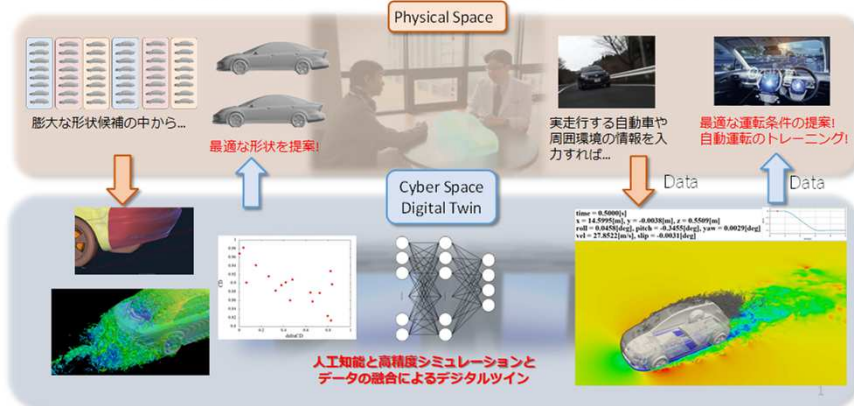 Physical Space
膨大な形状候補の中から...
最適な形状を提案!
実走行する自動車や
周囲環境の情報を入
力すれば...
最適な運転条件の提案!
自動運転のトレーニング!
Data
Data
Cyber Space
Digital Twin
time = 0.5000[s]
x = 14.5995[m], y = -0.0038[m], z = 0.5509[m]
roll = 0.0458[deg], pitch = -0.3455[deg], yaw = 0.0029[deg]
vel = 27.8522[m/s], slip = -0.0031[deg]
人工知能と高精度シミュレーションと
データの融合によるデジタルツイン
1